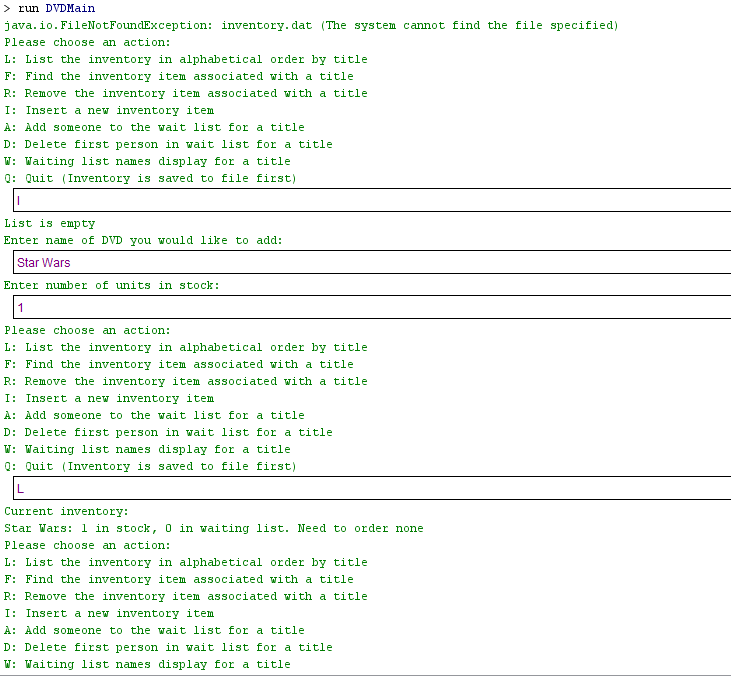 > run DVDMain
java.io.FileNotFoundException: inventory.dat (The system cannot find the file specified)
Please choose an action:
L: List the inventory in alphabetical order by title
F: Find the inventory item associated with a title
R: Remove the inventory item associated with a title
I: Insert a new inventory item
A: Add someone to the wait list for a title
D: Delete first person in wait list for a title
W: Waiting list names display for a title
Q: Quit (Inventory is saved to file first)
I
List is empty
Enter name of DVD you would like to add:
Star Wars
Enter number of units in stock:
1
Please choose an action:
L: List the inventory in alphabetical order by title
F: Find the inventory item associated with a title
R: Remove the inventory item associated with a title
I: Insert a new inventory item
A: Add someone to the wait list for a title
D: Delete first person in wait list for a title
W: Waiting list names display for a title
Q: Quit (Inventory is saved to file first)
L
Current inventory:
Star Wars: 1 in stock, 0 in waiting list. Need to order none
Please choose an action:
L: List the inventory in alphabetical order by title
F: Find the inventory item associated with a title
R: Remove the inventory item associated with a title
I: Insert a new inventory item
A: Add someone to the wait list for a title
D: Delete first person in wait list for a title
W: Waiting list names display for a title